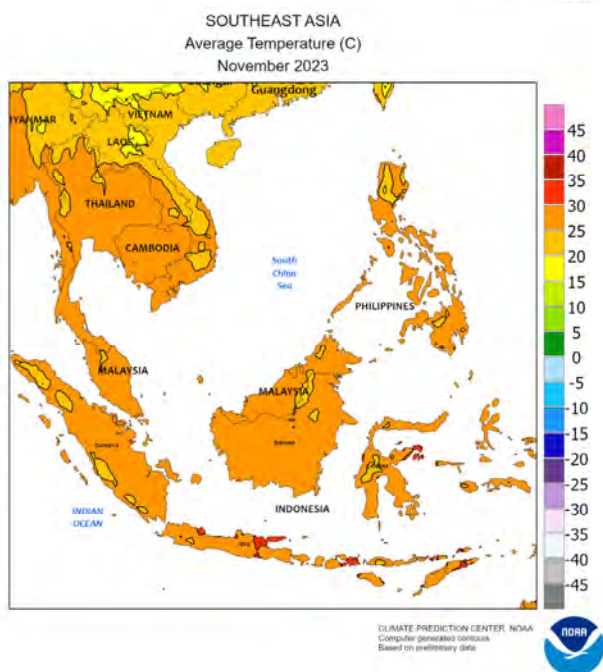 SOUTHEAST ASIA
Average Temperature (C)
November 2023
Guangdong
YANMAR
VIETNAM
LAO
THAILAND
CAMBODIA
South
China
Sea
PHILIPPINES
MALAYSIA
MALAYSIA
INDONESIA
INDIAN
OCEAN
45
40
35
30
25
20
15
10
5
0
-5
-10
-15
-20
-25
-30
-35
-40
-45
CLIMATE PREDICTION CENTER, NOAA
Computer generated contours
Based on preliminary data
NOAA